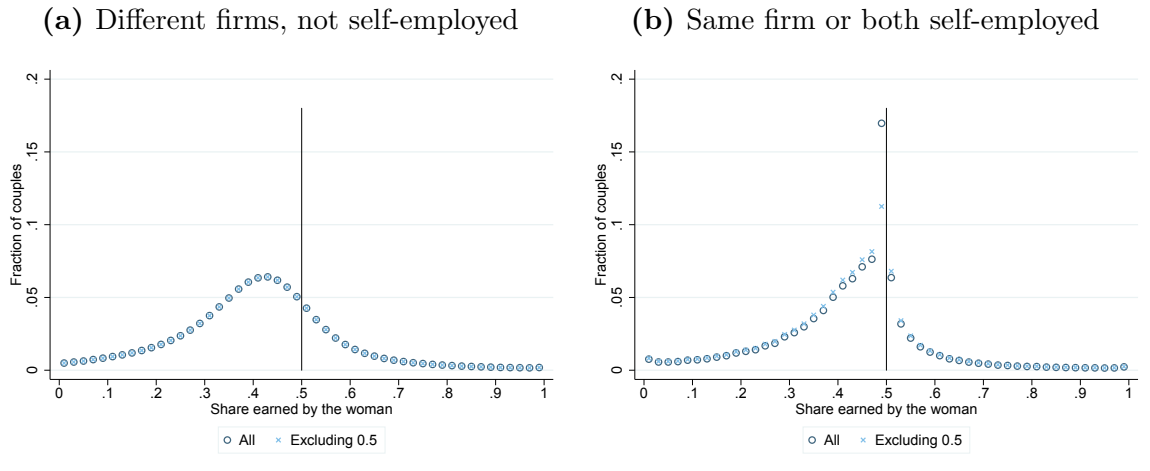 (a) Different firms, not self-employed
Fraction of couples
.2
.15
.1
.05
0
0 .1 .2 .3 .4 .5 .6 .7 .8 .9 1
Share earned by the woman
All Excluding 0.5
(b) Same firm or both self-employed
Fraction of couples
.2
.15
.1
.05
0
0 .1 .2 .3 .4 .5 .6 .7 .8 .9 1
Share earned by the woman
All Excluding 0.5